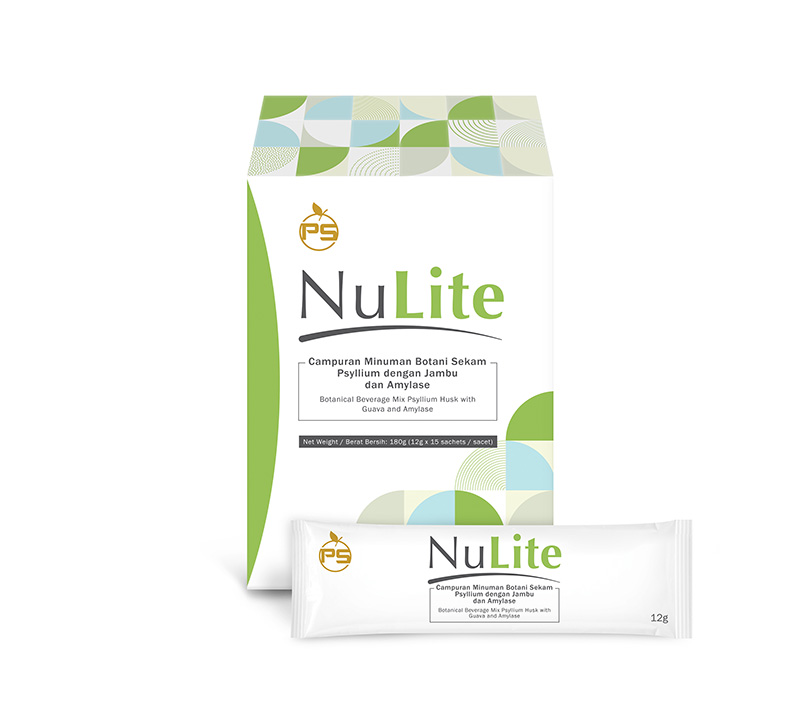 PS
NuLite
Campuran Minuman Botani Sekam
Psyllium dengan Jambu
dan Amylase
Botanical Beverage Mix Psyllium Husk with
Guava and Amylase
Net Weight / Berat Bersih: 180g (12g x 15 sachets / sacet)
PS
NuLite
Campuran Minuman Botani Sekam
Psyllium dengan Jambu
dan Amylase
Botanical Beverage Mix Psyllium Husk with
Guava and Amylase
12g